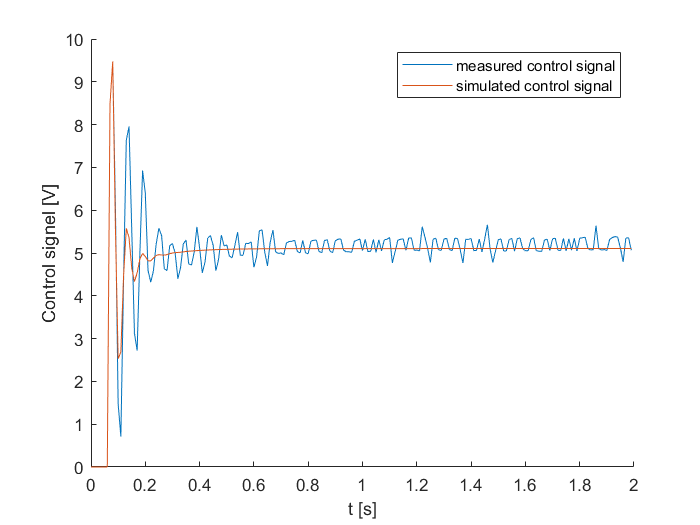 10
9
8
7
6
5
4
3
2
1
0
Control signel [V]
measured control signal
simulated control signal
0 0.2 0.4 0.6 0.8 1 1.2 1.4 1.6 1.8 2
t [s]